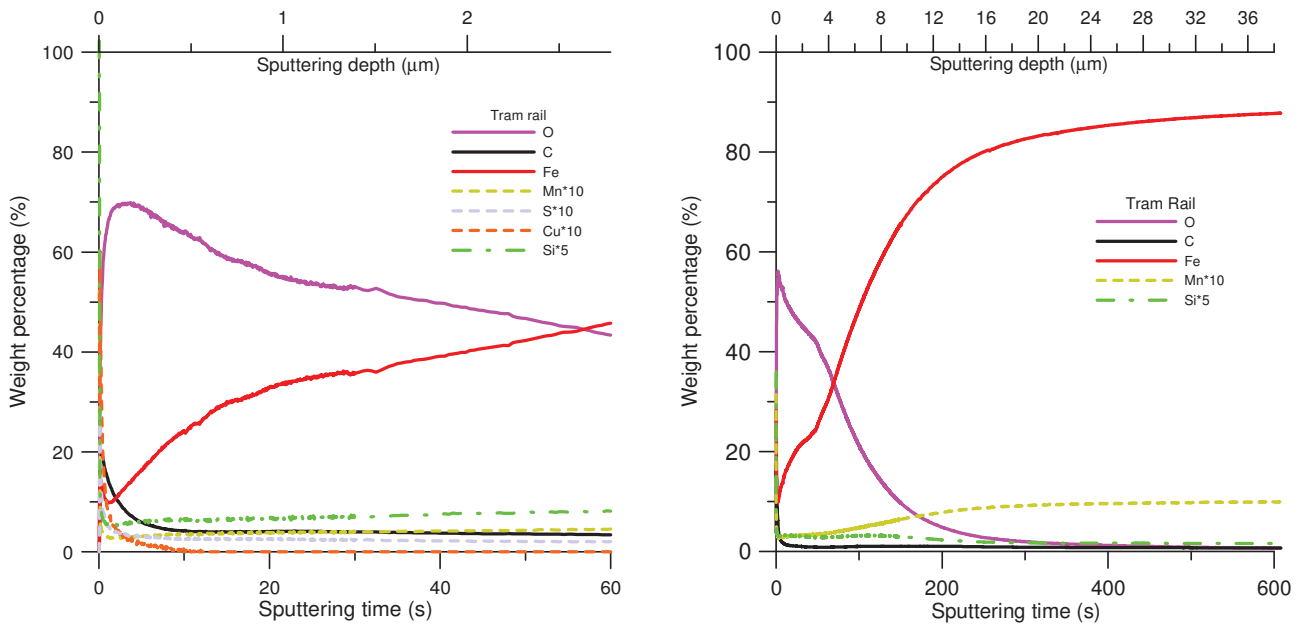 0 1 2
Sputtering depth (μm)
100
80
60
40
20
0
Weight percentage (%)
Tram rail
O
C
Fe
Mn*10
S*10
Cu*10
Si*5
0 20 40 60
Sputtering time (s)
0 4 8 12 16 20 24 28 32 36
Sputtering depth (μm)
100
80
60
40
20
0
Weight percentage (%)
Tram Rail
O
C
Fe
Mn*10
Si*5
0 200 400 600
Sputtering time (s)